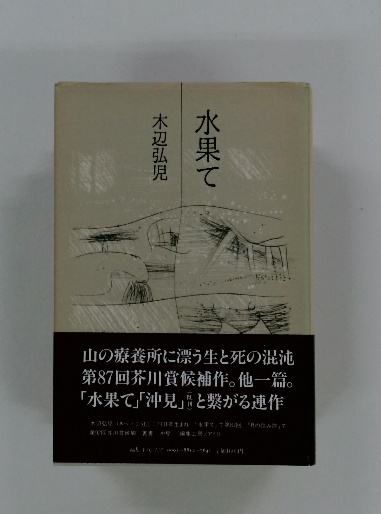 水果て
木辺弘児
山の療養所に漂う生と死の混沌
第87回芥川賞候補作。他一篇。
「水果て」「沖見」(既刊)と繋がる連作